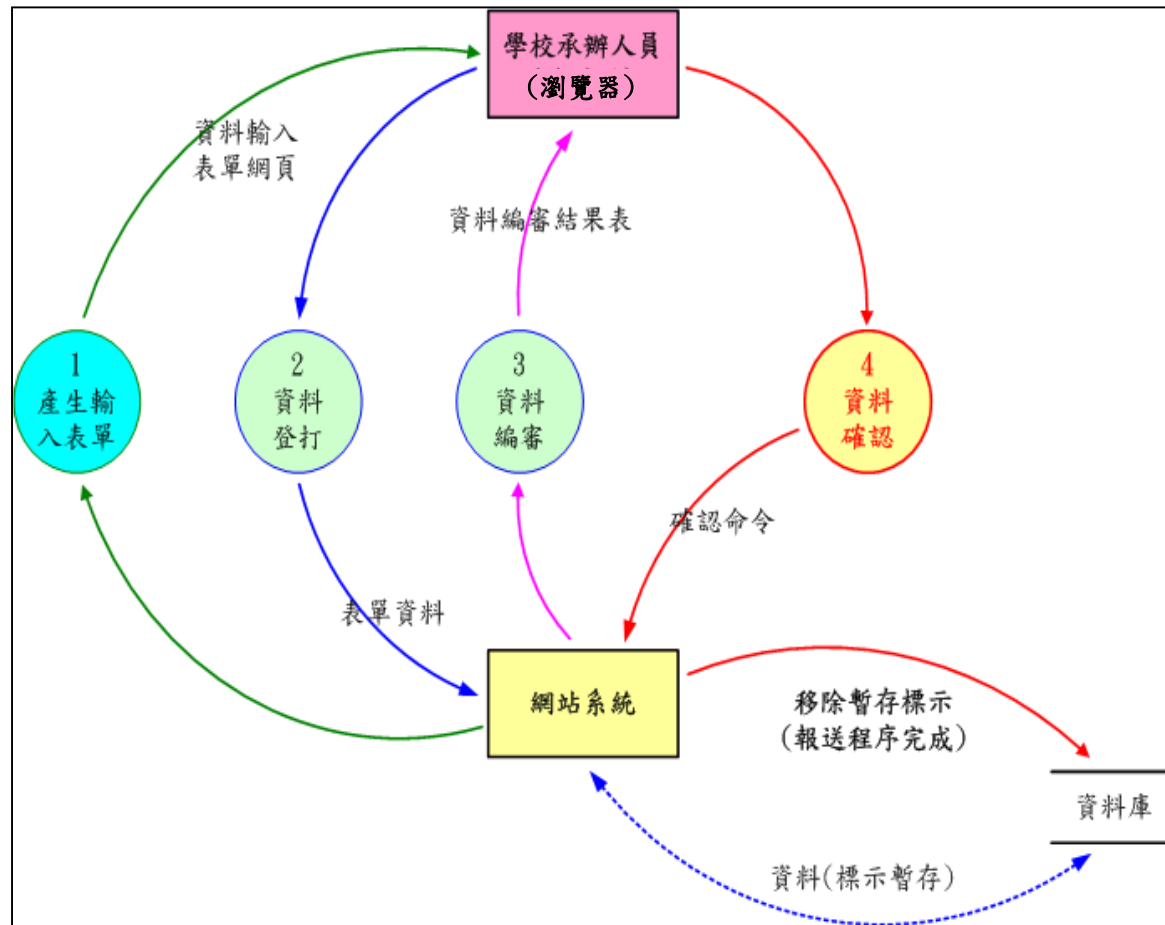 學校承辦人員
(瀏覽器)
資料輸入
表單網頁
資料編審結果表
1
產生輸
入表單
2
資料
登打
3
資料
編審
4
資料
確認
確認命令
表單資料
網站系統
移除暫存標示
(報送程序完成)
資料庫
資料(標示暫存)